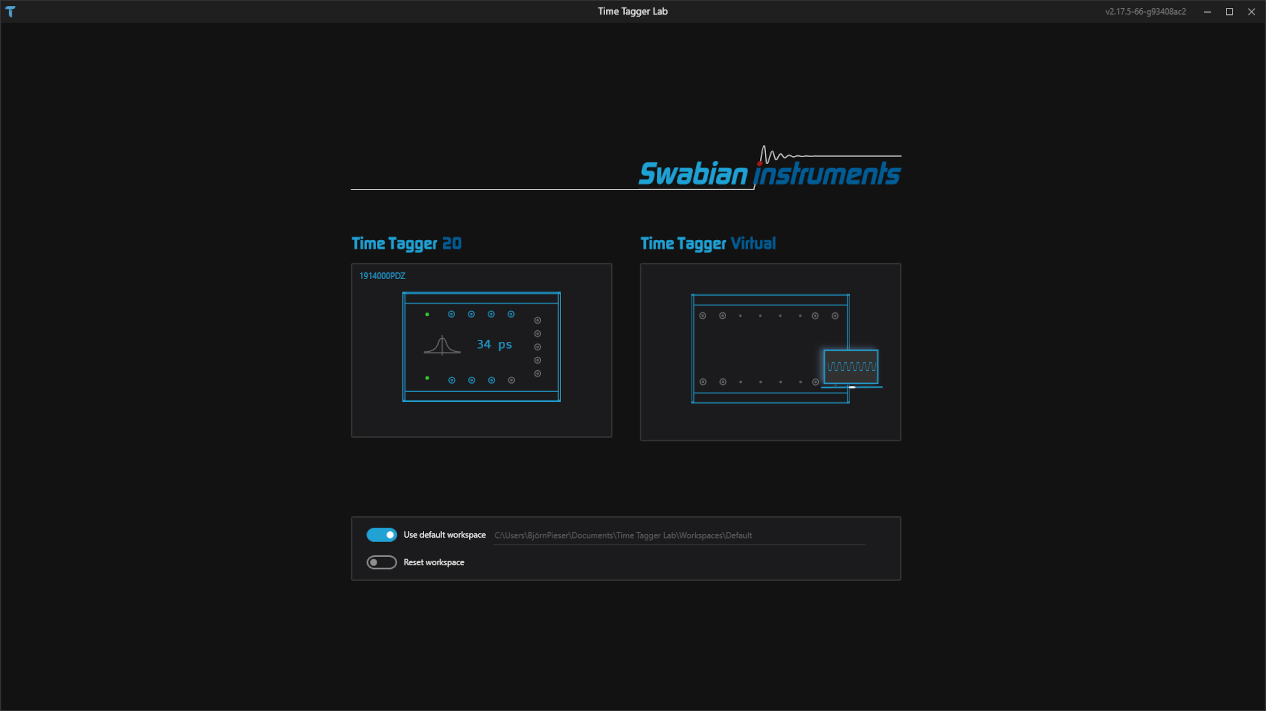 Time Tagger Lab
v2.17.5-66-g93408ac2
Swabian instruments
Time Tagger 20
Time Tagger Virtual
1914000PDZ
34 ps
Use default workspace C:\Users\BjörnPieser\Documents\Time Tagger Lab\Workspaces\Default
Reset workspace